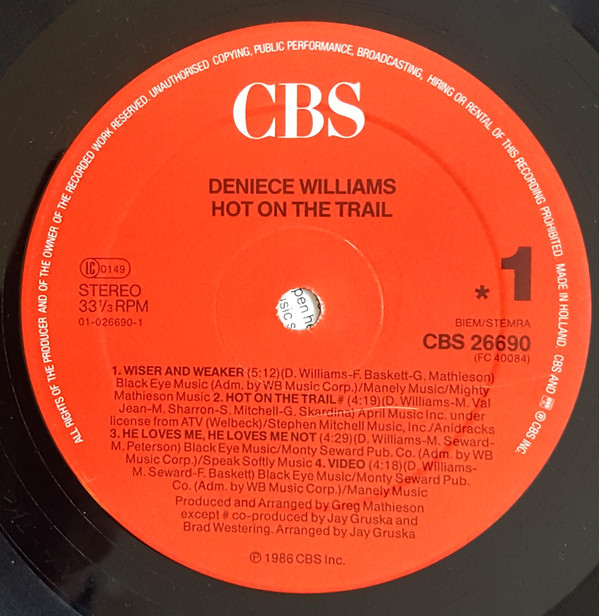 ALL RIGHTS OF THE PRODUCER AND OF THE OWNER OF THE RECORDED WORK RESERVED. UNAUTHORISED COPYING, PUBLIC PERFORMANCE, BROADCASTING, HIRING OR RENTAL OF THIS RECORDING PROHIBITED. MADE IN HOLLAND. CBS AND ® CBS INC.
CBS
DENIECE WILLIAMS
HOT ON THE TRAIL
LC 0149
STEREO
33⅓ RPM
01-026690-1
* 1
BIEM/STEMRA
CBS 26690
(FC 40084)
1. WISER AND WEAKER (5:12)(D. Williams-F. Baskett-G. Mathieson)
Black Eye Music (Adm. by WB Music Corp.)/Manely Music/Mighty
Mathieson Music 2. HOT ON THE TRAIL# (4:19)(D. Williams-M. Val
Jean-M. Sharron-S. Mitchell-G. Skardina) April Music Inc. under
license from ATV (Welbeck)/Stephen Mitchell Music, Inc./Anidracks
3. HE LOVES ME, HE LOVES ME NOT (4:29)(D. Williams-M. Seward-
M. Peterson) Black Eye Music/Monty Seward Pub. Co. (Adm. by WB
Music Corp.)/Speak Softly Music 4. VIDEO (4:18)(D. Williams-
M. Seward-F. Baskett) Black Eye Music/Monty Seward Pub.
Co. (Adm. by WB Music Corp.)/Manely Music
Produced and Arranged by Greg Mathieson
except # co-produced by Jay Gruska and
Brad Westering. Arranged by Jay Gruska
℗ 1986 CBS Inc.